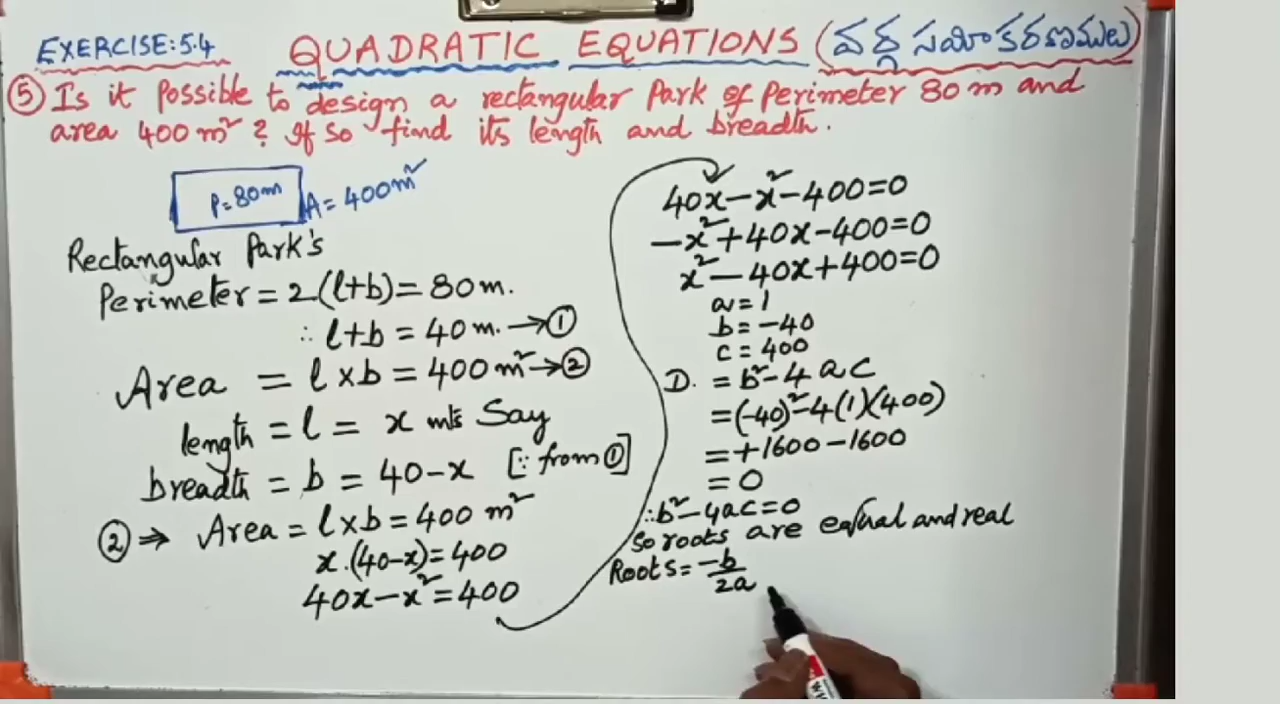 EXERCISE:5.4 QUADRATIC EQUATIONS (వర్గ సమీకరణములు)
⑤ Is it Possible to design a rectangular Park of Perimeter 80 m and
area 400 m² ? If so find its length and breadth.
P=80m A=400m²
Rectangular Park's
Perimeter = 2(l+b) = 80 m.
∴ l+b = 40 m. → ①
Area = l × b = 400 m² → ②
length = l = x mts Say
breadth = b = 40-x [∵ from ①]
② ⇒ Area = l × b = 400 m²
x.(40-x) = 400
40x - x² = 400
40x - x² - 400 = 0
-x² + 40x - 400 = 0
x² - 40x + 400 = 0
a = 1
b = -40
c = 400
D. = b² - 4ac
= (-40)² - 4(1)(400)
= +1600 - 1600
= 0
∴ b² - 4ac = 0
So roots are equal and real
Roots = -b/2a